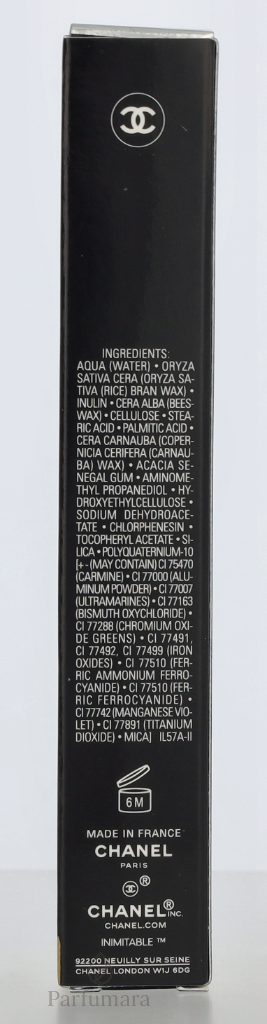 INGREDIENTS:
AQUA (WATER) • ORYZA
SATIVA CERA (ORYZA SA-
TIVA (RICE) BRAN WAX) •
INULIN • CERA ALBA (BEES-
WAX) • CELLULOSE • STEA-
RIC ACID • PALMITIC ACID •
CERA CARNAUBA (COPER-
NICIA CERIFERA (CARNAU-
BA) WAX) • ACACIA SE-
NEGAL GUM • AMINOME-
THYL PROPANEDIOL • HY-
DROXYETHYLCELLULOSE •
SODIUM DEHYDROACE-
TATE • CHLORPHENESIN •
TOCOPHERYL ACETATE • SI-
LICA • POLYQUATERNIUM-10
[+-(MAY CONTAIN) CI 75470
(CARMINE) • CI 77000 (ALU-
MINUM POWDER) • CI 77007
(ULTRAMARINES) • CI 77163
(BISMUTH OXYCHLORIDE) •
CI 77288 (CHROMIUM OXI-
DE GREENS) • CI 77491,
CI 77492, CI 77499 (IRON
OXIDES) • CI 77510 (FER-
RIC AMMONIUM FERRO-
CYANIDE) • CI 77510 (FER-
RIC FERROCYANIDE) •
CI 77742 (MANGANESE VIO-
LET) • CI 77891 (TITANIUM
DIOXIDE) • MICA] IL57A-II
6M
MADE IN FRANCE
CHANEL
PARIS
®
CHANEL® INC.
CHANEL.COM
INIMITABLE ™
92200 NEUILLY SUR SEINE
CHANEL LONDON W1J 6DG
Parfumara